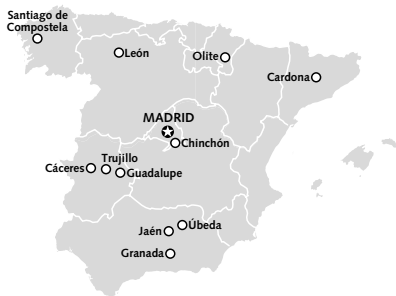 Santiago de
Compostela
León
Olite
Cardona
MADRID
Chinchón
Trujillo
Cáceres
Guadalupe
Úbeda
Jaén
Granada